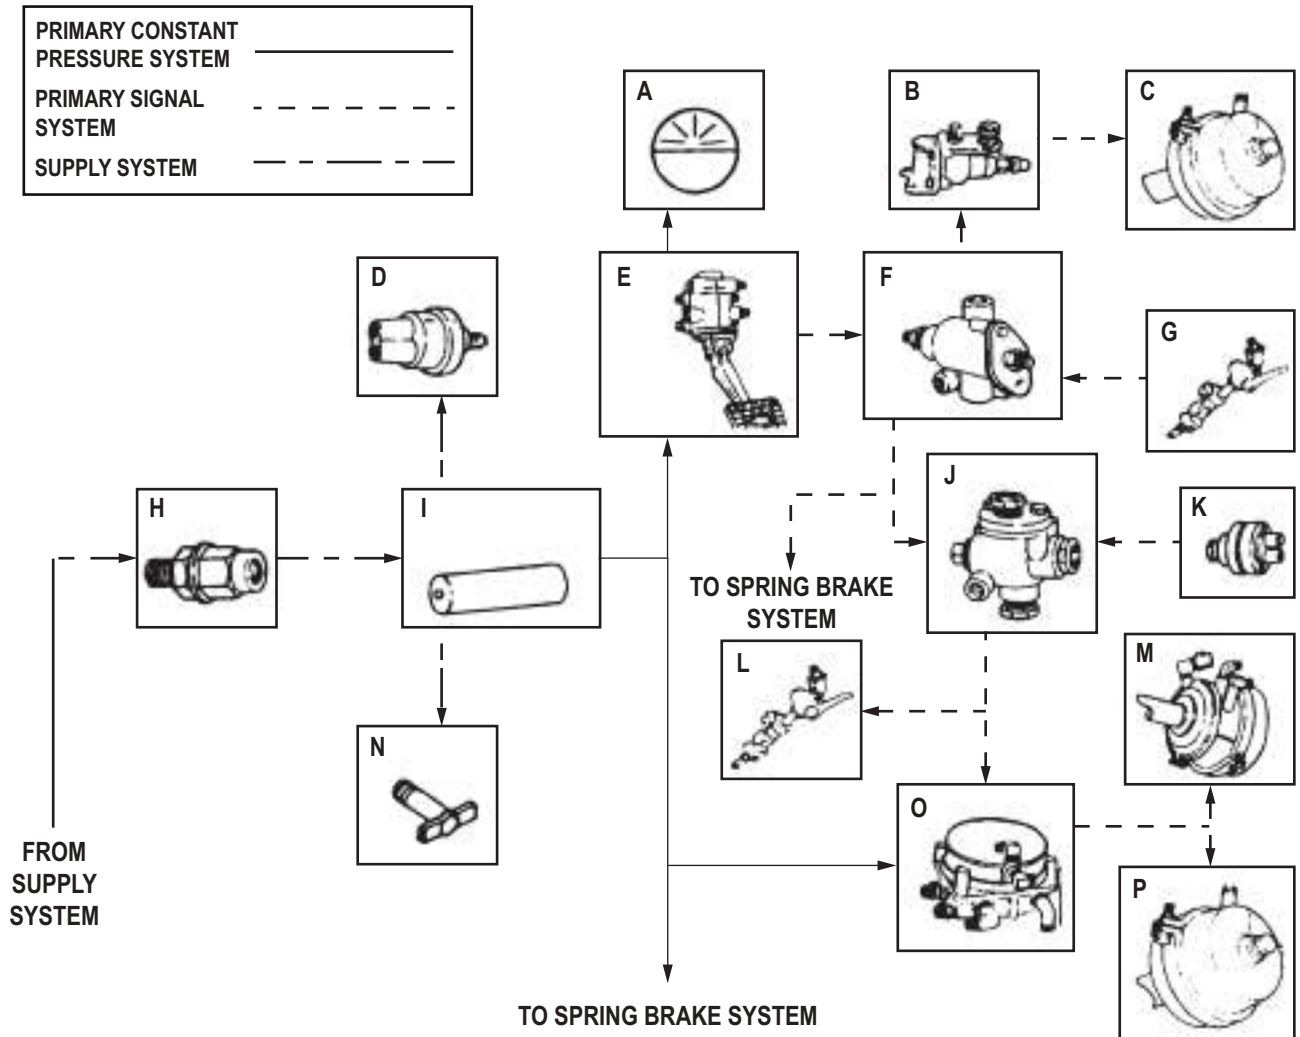 PRIMARY CONSTANT
PRESSURE SYSTEM
PRIMARY SIGNAL
SYSTEM
SUPPLY SYSTEM
A
B
C
D
E
F
G
H
I
J
K
TO SPRING BRAKE
SYSTEM
L
M
N
O
FROM
SUPPLY
SYSTEM
P
TO SPRING BRAKE SYSTEM